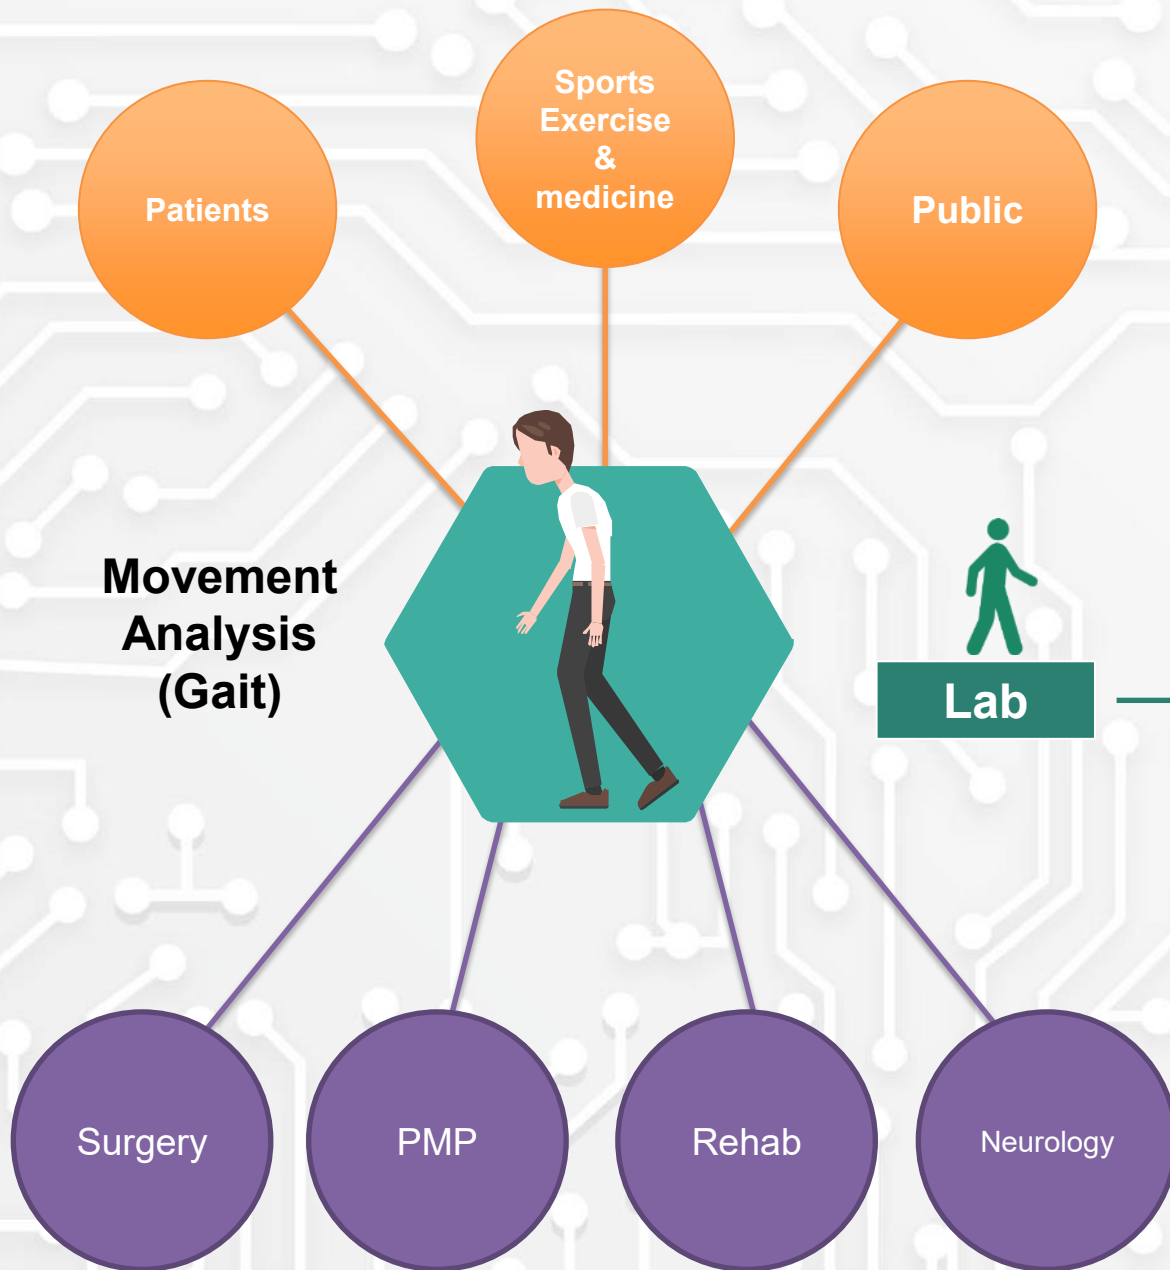 Sports
Exercise
&
medicine
Patients
Public
Movement
Analysis
(Gait)
Lab
Surgery
PMP
Rehab
Neurology